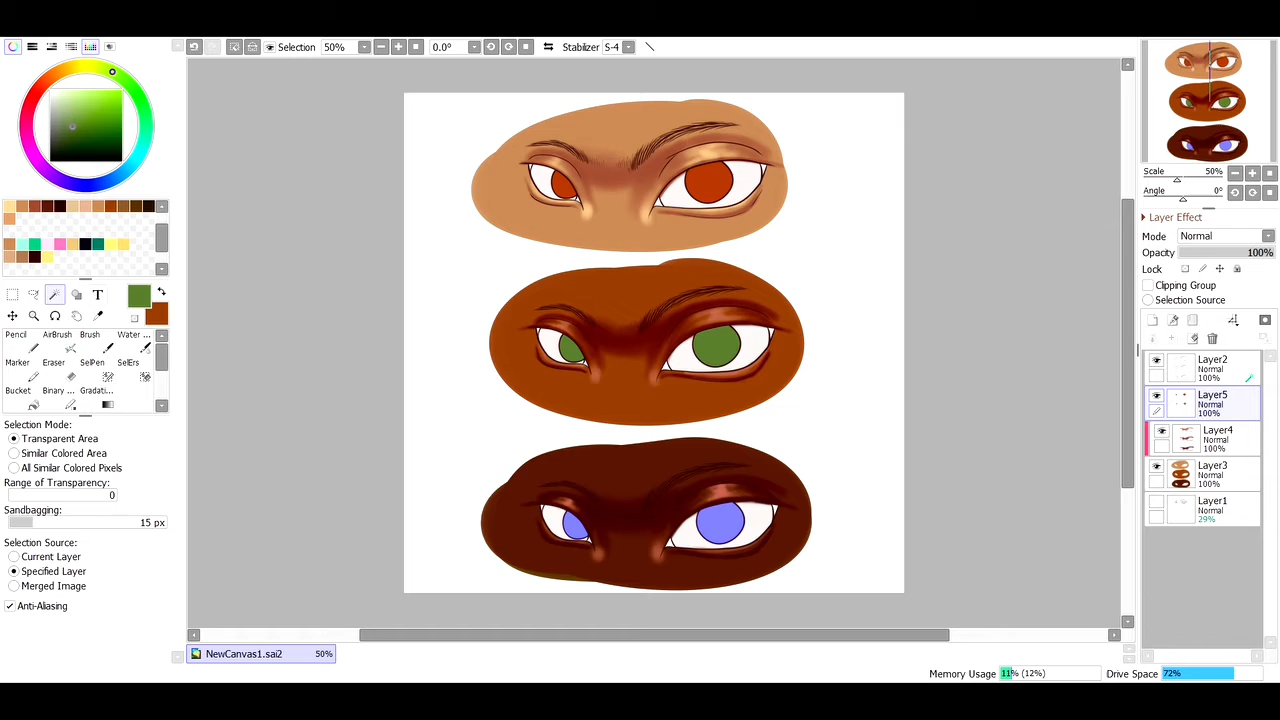 Selection 50% 0.0° Stabilizer S-4
Scale 50%
Angle 0°
Layer Effect
Mode Normal
Opacity 100%
Lock
Clipping Group
Selection Source
Layer2
Normal
100%
Layer5
Normal
100%
Layer4
Normal
100%
Layer3
Normal
100%
Layer1
Normal
29%
T
Pencil AirBrush Brush Water ...
Marker Eraser SelPen SelErs
Bucket Binary ... Gradati...
Selection Mode:
Transparent Area
Similar Colored Area
All Similar Colored Pixels
Range of Transparency:
0
Sandbagging:
15 px
Selection Source:
Current Layer
Specified Layer
Merged Image
Anti-Aliasing
NewCanvas1.sai2 50%
Memory Usage 11% (12%) Drive Space 72%